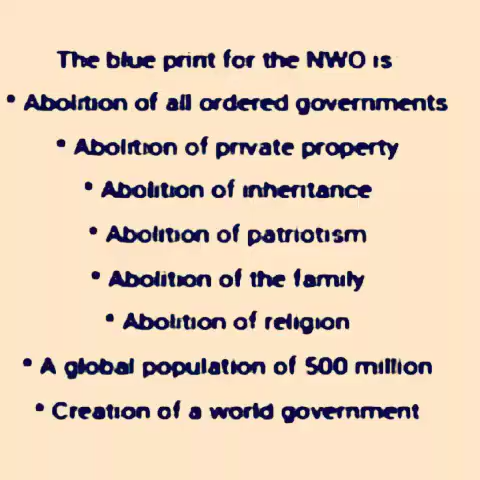 The blue print for the NWO is
• Abolition of all ordered governments
• Abolition of private property
• Abolition of inheritance
• Abolition of patriotism
• Abolition of the family
• Abolition of religion
• A global population of 500 million
• Creation of a world government